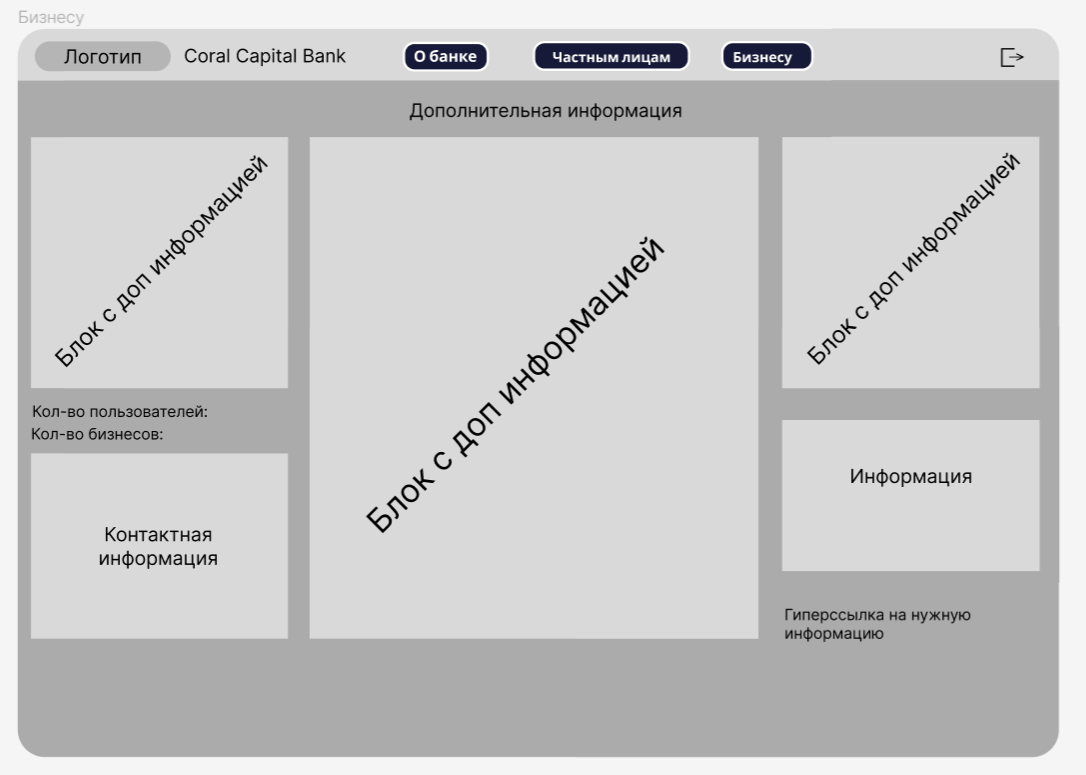 Бизнесу
Логотип
Coral Capital Bank
О банке
Частным лицам
Бизнесу
Дополнительная информация
Блок с доп информацией
Блок с доп информацией
Блок с доп информацией
Кол-во пользователей:
Кол-во бизнесов:
Контактная
информация
Информация
Гиперссылка на нужную
информацию